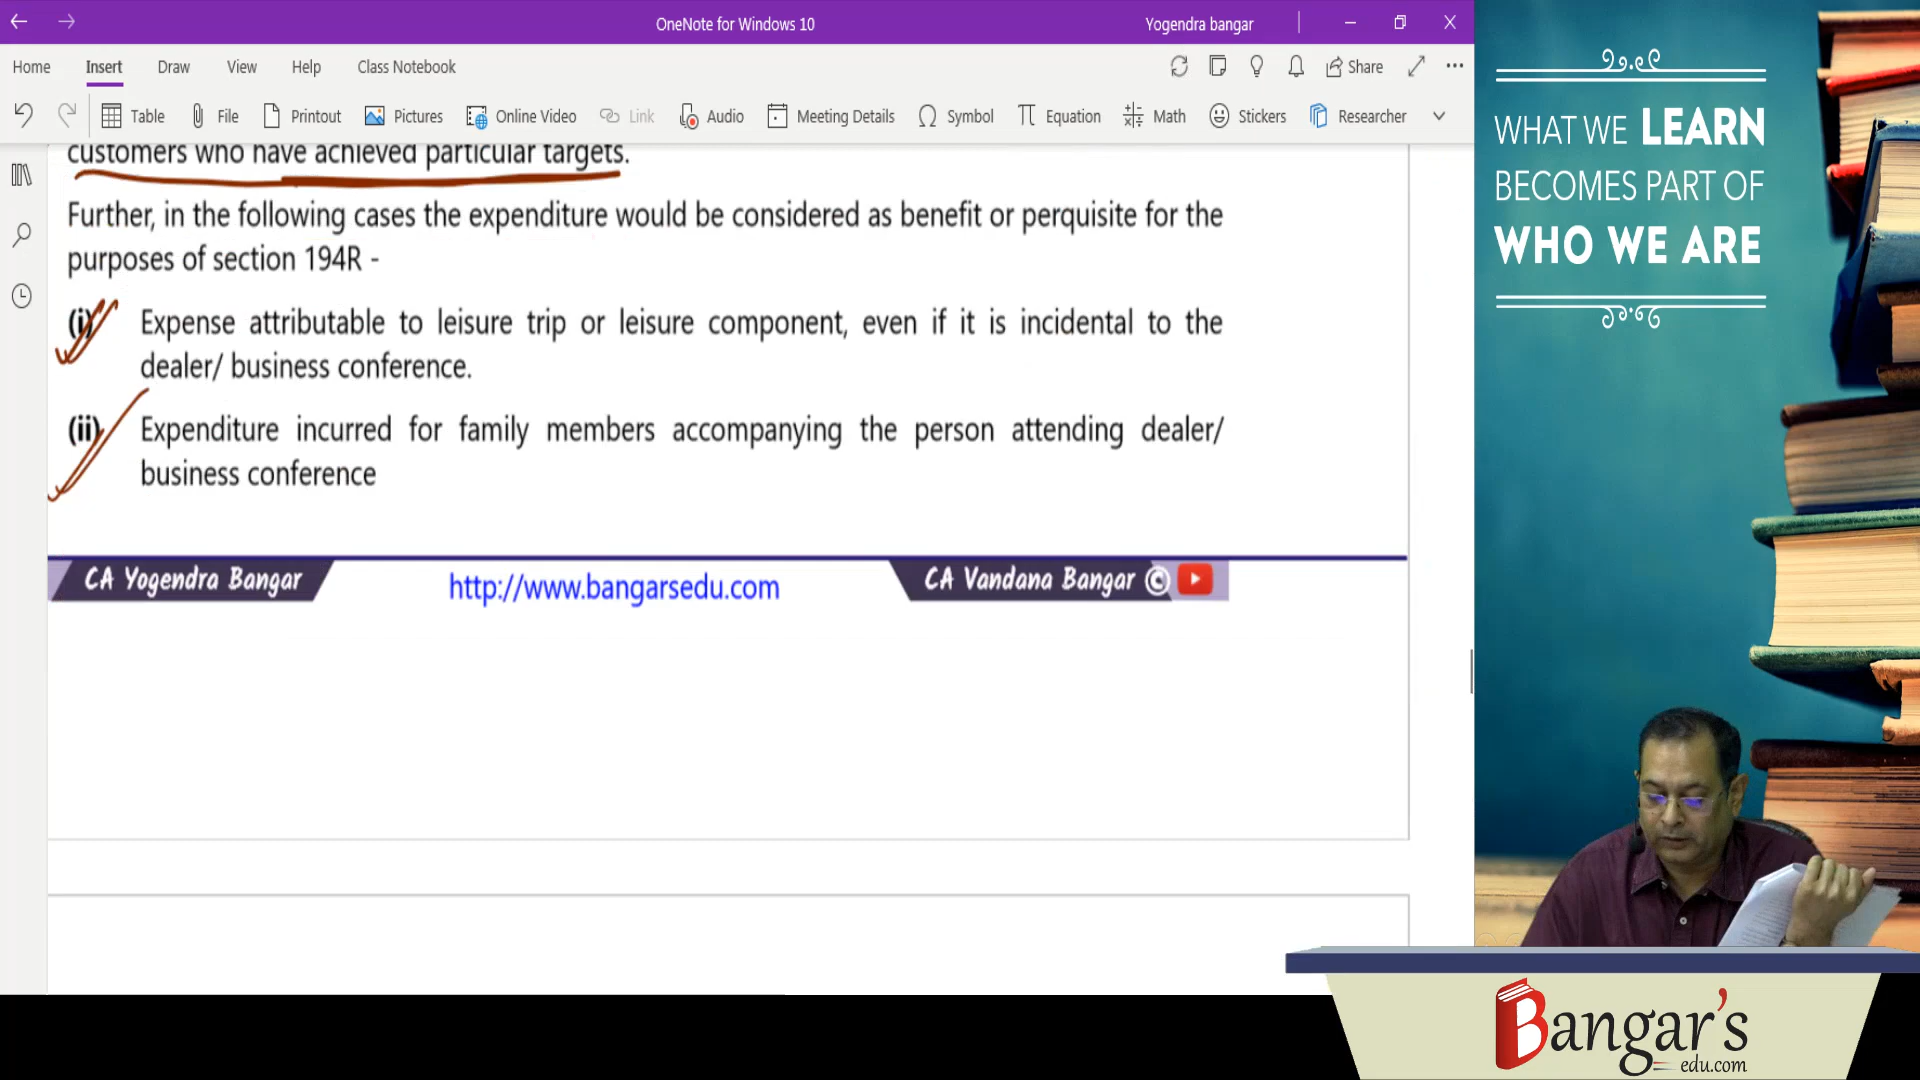 OneNote for Windows 10
Yogendra bangar
Home Insert Draw View Help Class Notebook
Share
Table File Printout Pictures Online Video Link Audio Meeting Details Symbol Equation Math Stickers Researcher
customers who have achieved particular targets.
Further, in the following cases the expenditure would be considered as benefit or perquisite for the
purposes of section 194R -
(i) Expense attributable to leisure trip or leisure component, even if it is incidental to the
dealer/ business conference.
(ii) Expenditure incurred for family members accompanying the person attending dealer/
business conference
CA Yogendra Bangar
http://www.bangarsedu.com
CA Vandana Bangar ©
WHAT WE LEARN
BECOMES PART OF
WHO WE ARE
Bangar's
edu.com